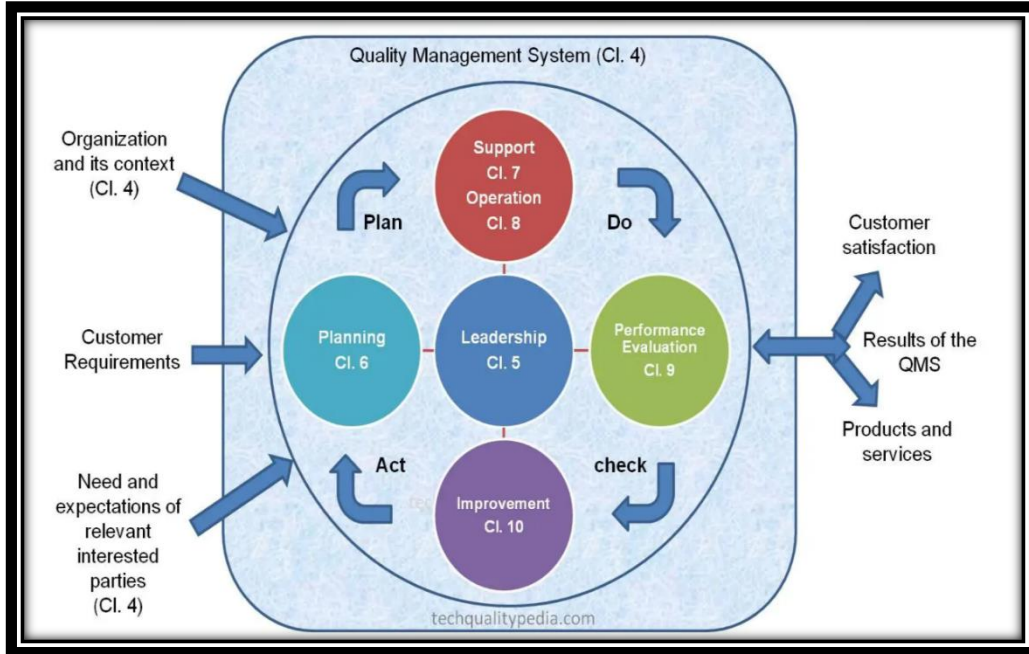 Quality Management System (Cl. 4)
Organization
and its context
(Cl. 4)
Customer
Requirements
Need and
expectations of
relevant
interested
parties
(Cl. 4)
Plan
Support
Cl. 7
Operation
Cl. 8
Do
Planning
Cl. 6
Leadership
Cl. 5
Performance
Evaluation
Cl. 9
Act
Improvement
Cl. 10
check
Customer
satisfaction
Results of the
QMS
Products and
services
techqualitypedia.com